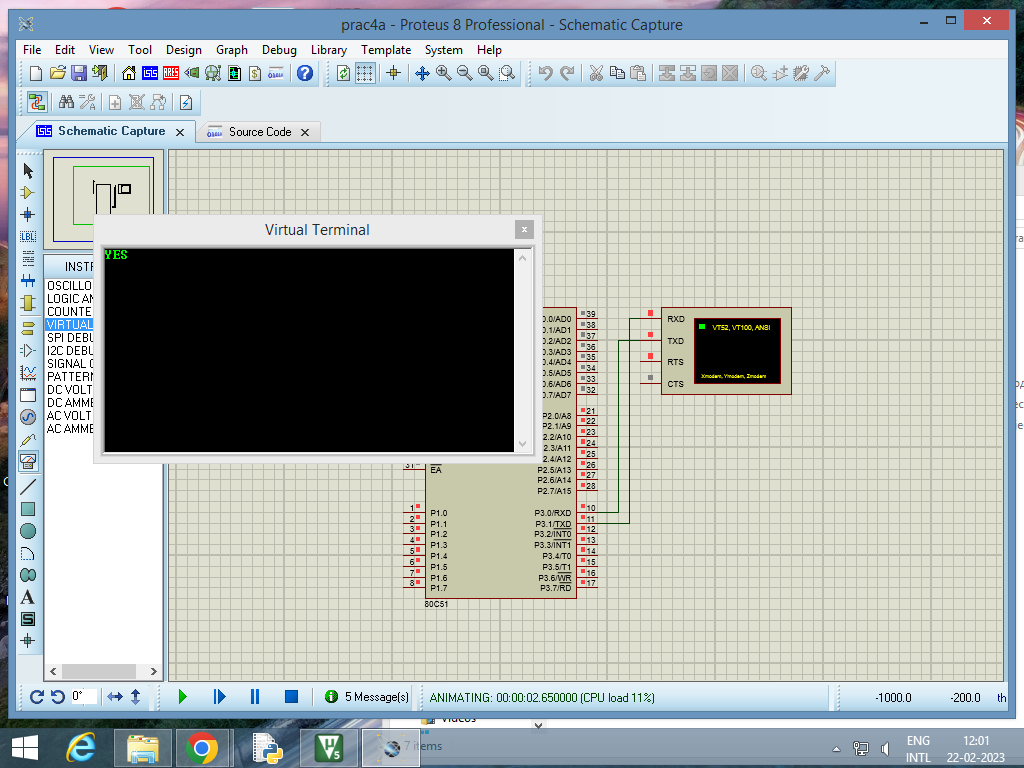 prac4a - Proteus 8 Professional - Schematic Capture
File Edit View Tool Design Graph Debug Library Template System Help
Schematic Capture
Source Code
Virtual Terminal
YES
INSTR
OSCILLO
LOGIC AN
COUNTE
VIRTUAL
SPI DEBU
I2C DEBU
SIGNAL G
PATTERN
DC VOLT
DC AMME
AC VOLT
AC AMME
LBL
A
S
0.0/AD0 39
0.1/AD1 38
0.2/AD2 37
0.3/AD3 36
0.4/AD4 35
0.5/AD5 34
0.6/AD6 33
0.7/AD7 32
P2.0/A8 21
P2.1/A9 22
2.2/A10 23
2.3/A11 24
2.4/A12 25
P2.5/A13 26
P2.6/A14 27
P2.7/A15 28
31 EA
1 P1.0 P3.0/RXD 10
2 P1.1 P3.1/TXD 11
3 P1.2 P3.2/INT0 12
4 P1.3 P3.3/INT1 13
5 P1.4 P3.4/T0 14
6 P1.5 P3.5/T1 15
7 P1.6 P3.6/WR 16
8 P1.7 P3.7/RD 17
80C51
RXD
TXD
RTS
CTS
VT52, VT100, ANSI
Xmodem, Ymodem, Zmodem
0°
5 Message(s)
ANIMATING: 00:00:02.650000 (CPU load 11%)
-1000.0 -200.0 th
Videos
7 items
ENG
INTL
12:01
22-02-2023